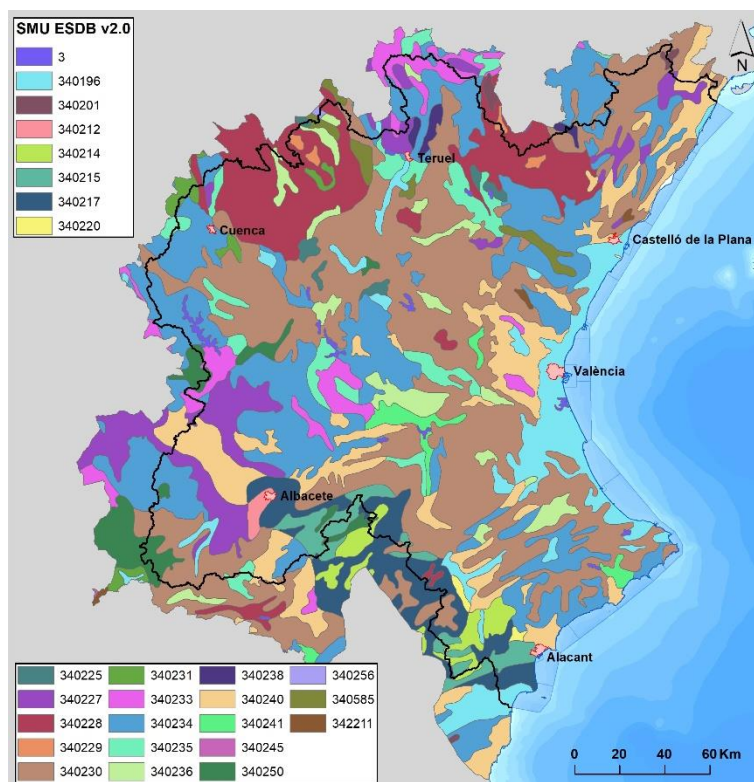 SMU ESDB v2.0
3
340196
340201
340212
340214
340215
340217
340220
N
Teruel
Cuenca
Castelló de la Plana
València
Albacete
Alacant
340225 340231 340238 340256
340227 340233 340240 340585
340228 340234 340241 342211
340229 340235 340245
340230 340236 340250
0 20 40 60 Km